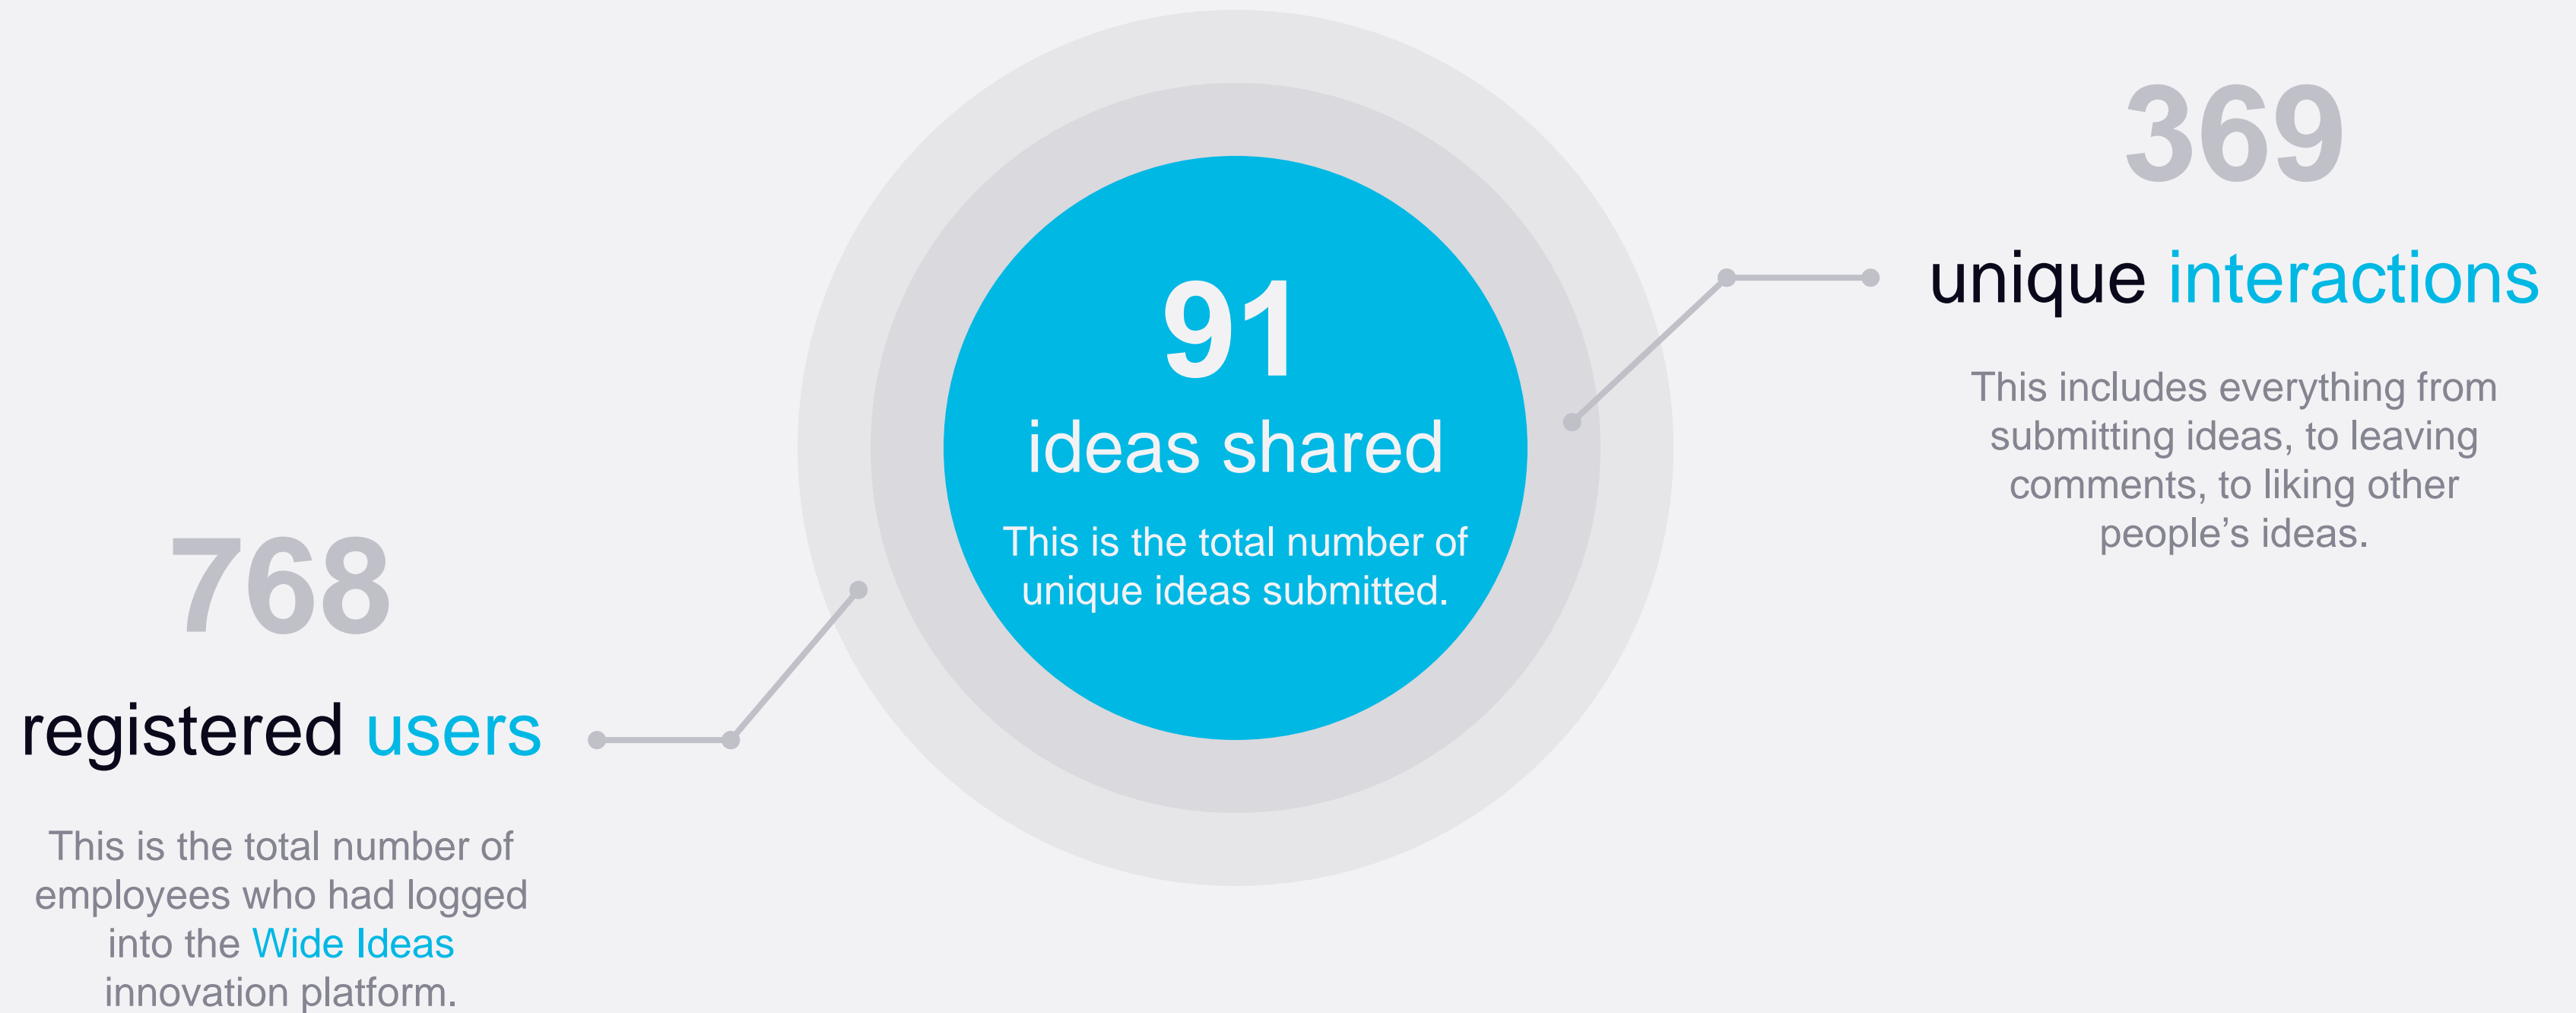 768
registered users
This is the total number of
employees who had logged
into the Wide Ideas
innovation platform.
91
ideas shared
This is the total number of
unique ideas submitted.
369
unique interactions
This includes everything from
submitting ideas, to leaving
comments, to liking other
people’s ideas.